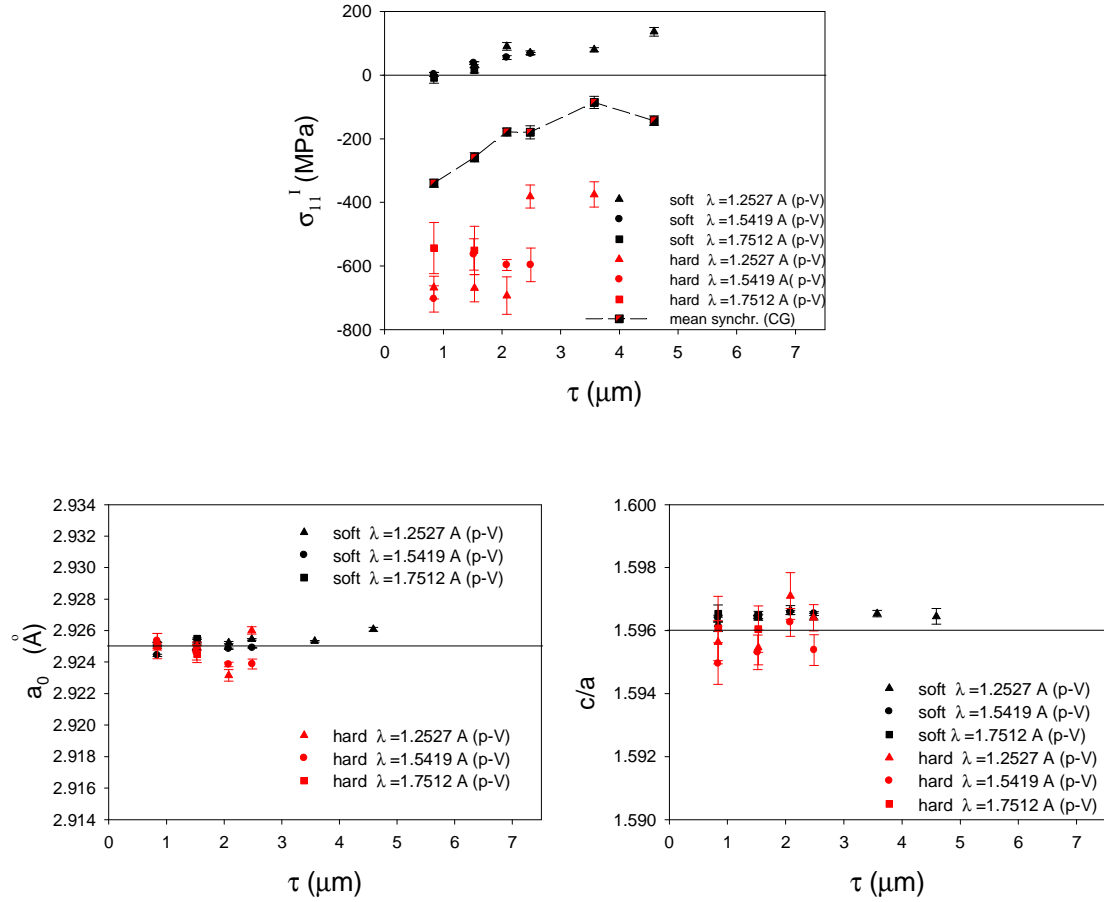 200
0
-200
-400
-600
-800
σ₁₁ᴵ (MPa)
soft λ=1.2527 A (p-V)
soft λ=1.5419 A (p-V)
soft λ=1.7512 A (p-V)
hard λ=1.2527 A (p-V)
hard λ=1.5419 A( p-V)
hard λ=1.7512 A (p-V)
mean synchr. (CG)
0 1 2 3 4 5 6 7
τ (μm)
2.934
2.932
2.930
2.928
2.926
2.924
2.922
2.920
2.918
2.916
2.914
a₀ (Å)
soft λ=1.2527 A (p-V)
soft λ=1.5419 A (p-V)
soft λ=1.7512 A (p-V)
hard λ=1.2527 A (p-V)
hard λ=1.5419 A (p-V)
hard λ=1.7512 A (p-V)
0 1 2 3 4 5 6 7
τ (μm)
1.600
1.598
1.596
1.594
1.592
1.590
c/a
soft λ=1.2527 A (p-V)
soft λ=1.5419 A (p-V)
soft λ=1.7512 A (p-V)
hard λ=1.2527 A (p-V)
hard λ=1.5419 A (p-V)
hard λ=1.7512 A (p-V)
0 1 2 3 4 5 6 7
τ (μm)